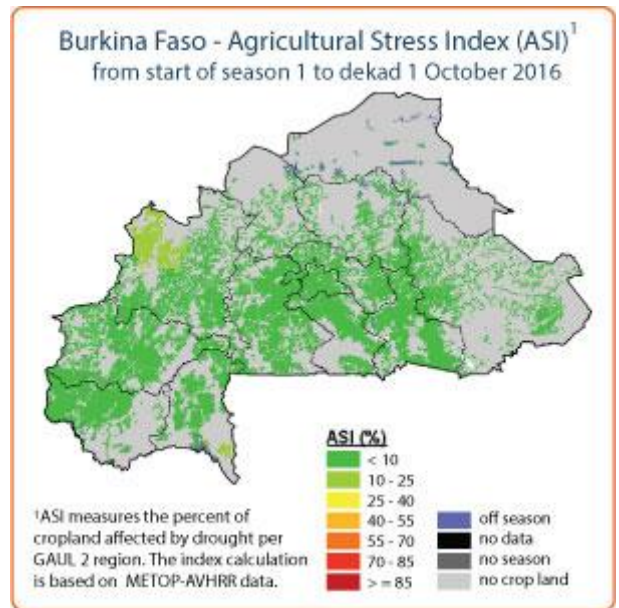 Burkina Faso - Agricultural Stress Index (ASI)¹
from start of season 1 to dekad 1 October 2016
ASI (%)
< 10
10 - 25
25 - 40
40 - 55
55 - 70
70 - 85
> = 85
off season
no data
no season
no crop land
¹ASI measures the percent of
cropland affected by drought per
GAUL 2 region. The index calculation
is based on METOP-AVHRR data.